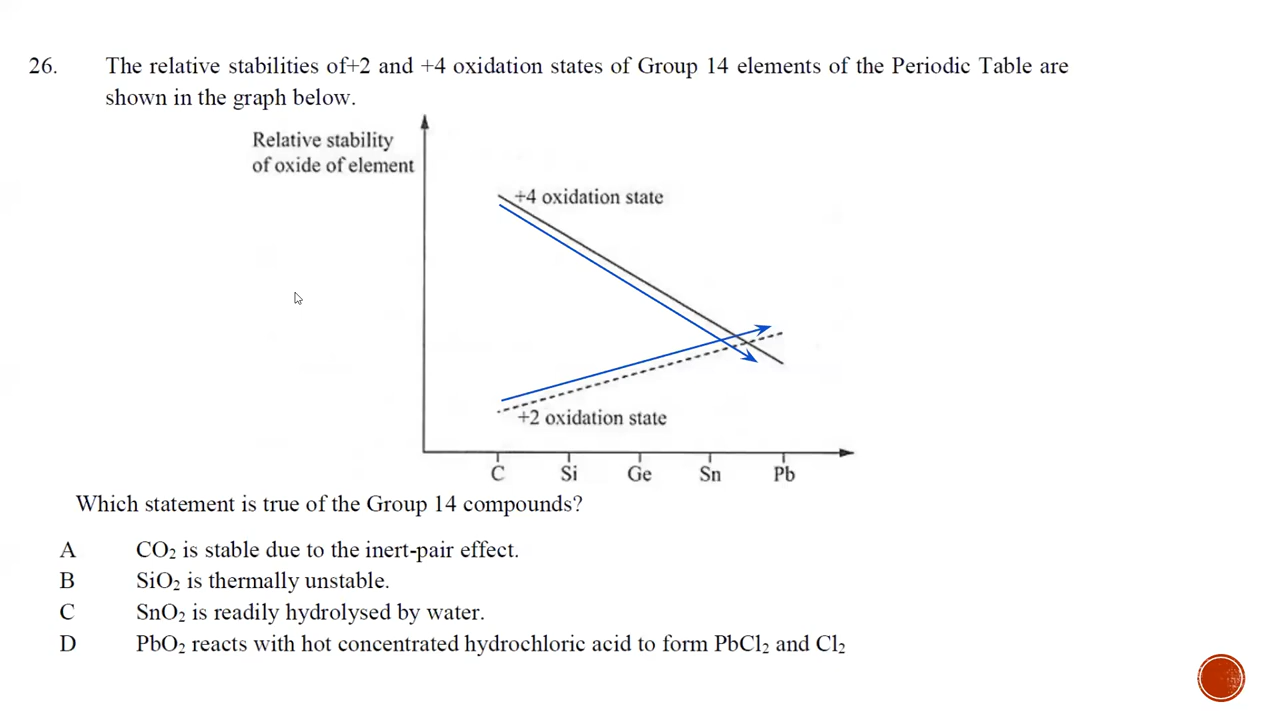 26. The relative stabilities of+2 and +4 oxidation states of Group 14 elements of the Periodic Table are
shown in the graph below.
Relative stability
of oxide of element
+4 oxidation state
+2 oxidation state
C Si Ge Sn Pb
Which statement is true of the Group 14 compounds?
A CO₂ is stable due to the inert-pair effect.
B SiO₂ is thermally unstable.
C SnO₂ is readily hydrolysed by water.
D PbO₂ reacts with hot concentrated hydrochloric acid to form PbCl₂ and Cl₂